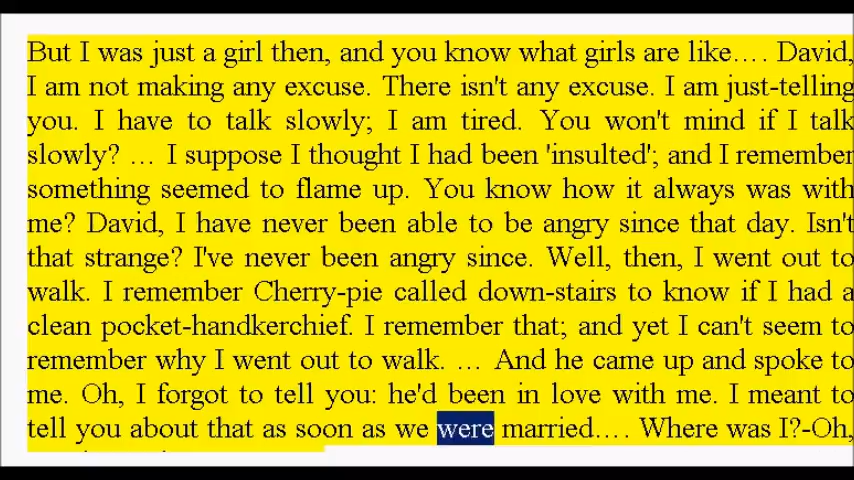 But I was just a girl then, and you know what girls are like…. David,
I am not making any excuse. There isn't any excuse. I am just-telling
you. I have to talk slowly; I am tired. You won't mind if I talk
slowly? … I suppose I thought I had been 'insulted'; and I remember
something seemed to flame up. You know how it always was with
me? David, I have never been able to be angry since that day. Isn't
that strange? I've never been angry since. Well, then, I went out to
walk. I remember Cherry-pie called down-stairs to know if I had a
clean pocket-handkerchief. I remember that; and yet I can't seem to
remember why I went out to walk. … And he came up and spoke to
me. Oh, I forgot to tell you: he'd been in love with me. I meant to
tell you about that as soon as we were married…. Where was I?-Oh,